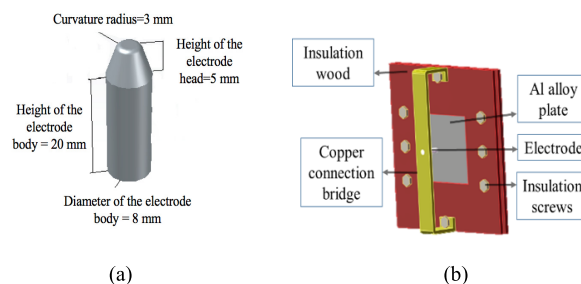 Curvature radius=3 mm
Height of the
electrode
head=5 mm
Height of the
electrode
body = 20 mm
Diameter of the electrode
body = 8 mm
(a)
Insulation
wood
Al alloy
plate
Electrode
Copper
connection
bridge
Insulation
screws
(b)